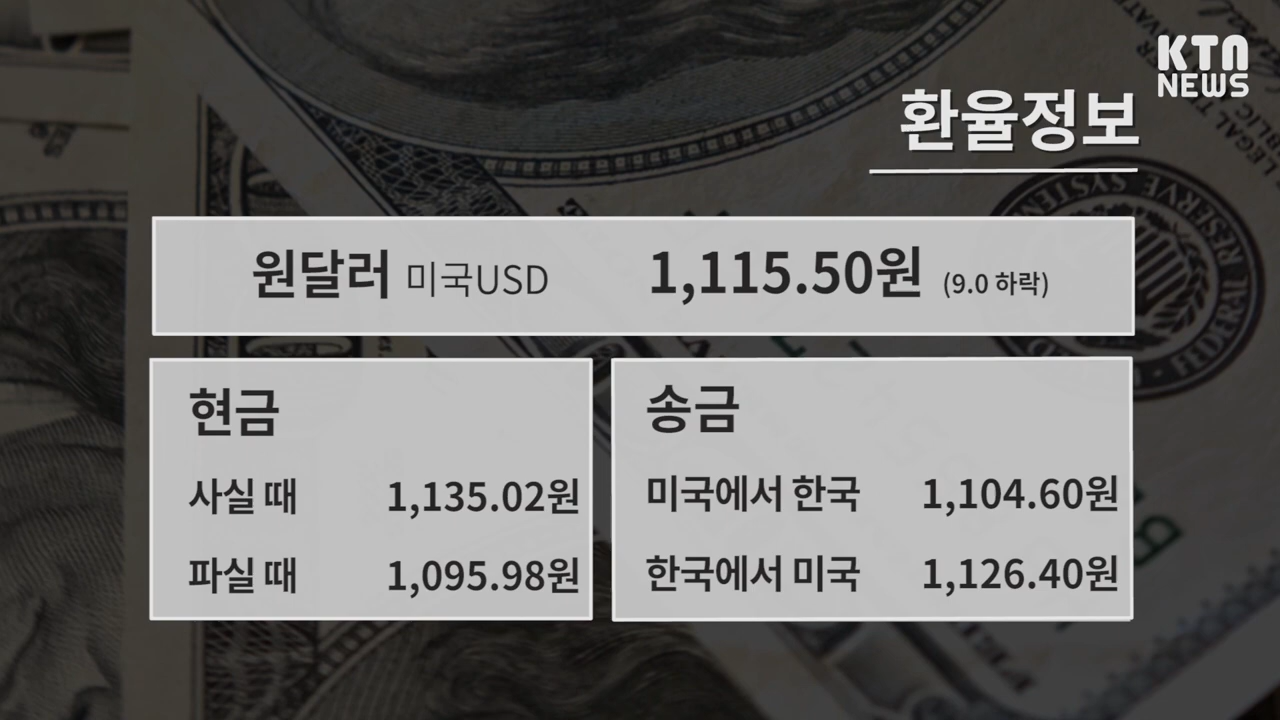 KTN
NEWS
환율정보
원달러 미국USD 1,115.50원 (9.0 하락)
현금
사실 때 1,135.02원
파실 때 1,095.98원
송금
미국에서 한국 1,104.60원
한국에서 미국 1,126.40원
FEDERAL RESERVE SYSTEM